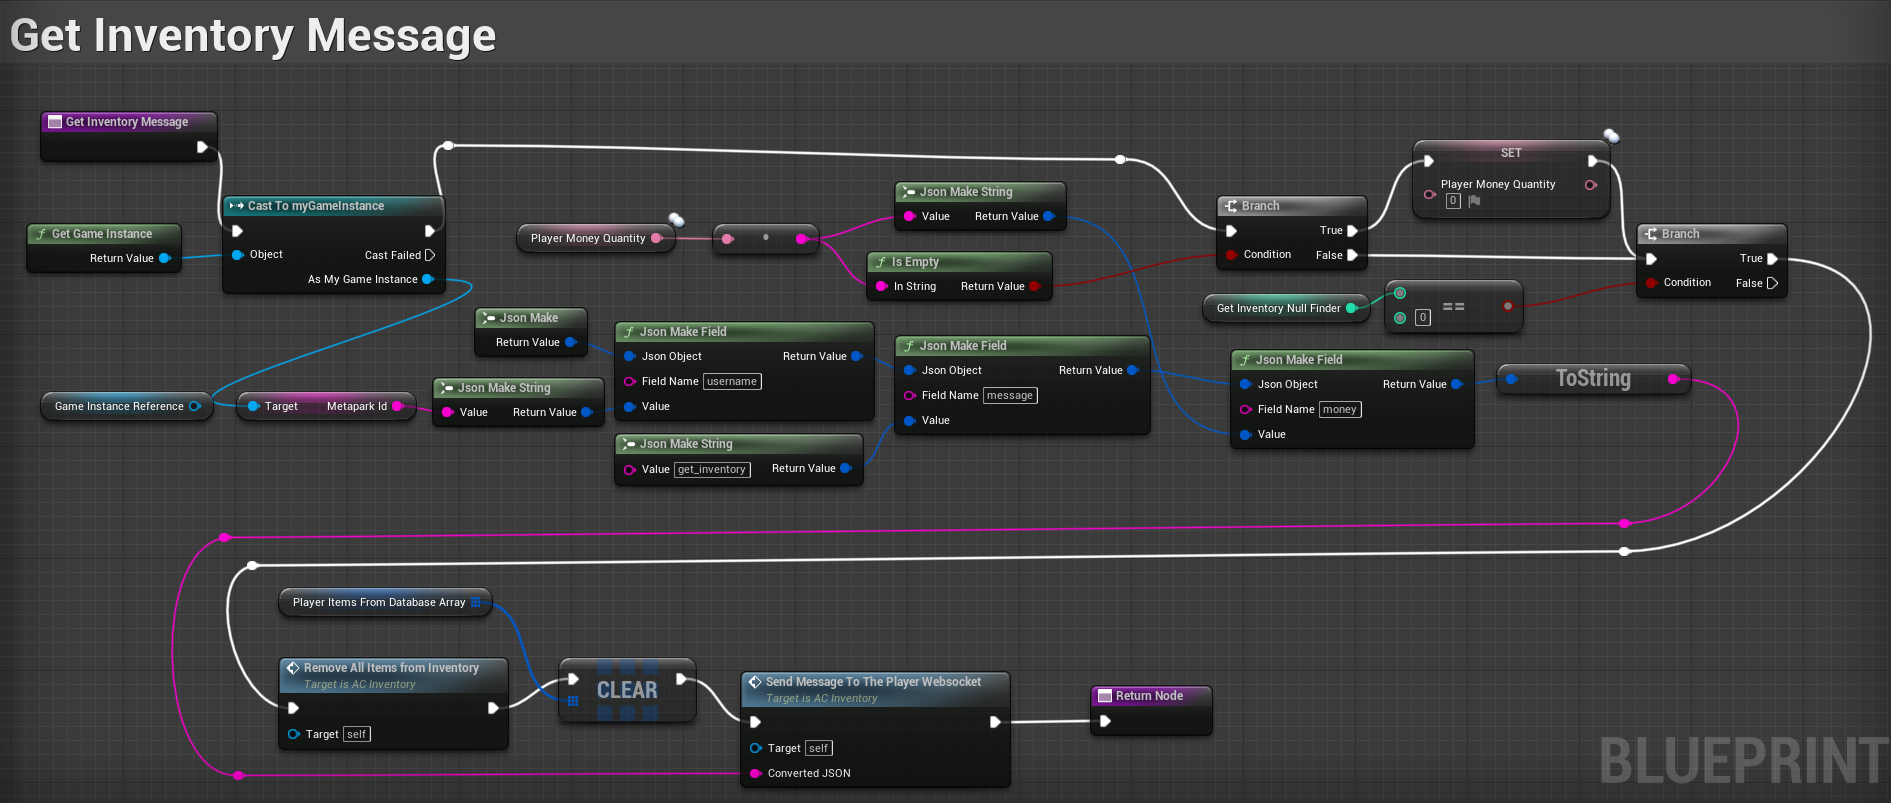 Get Inventory Message
Get Inventory Message
Get Game Instance
Return Value
Cast To myGameInstance
Object
Cast Failed
As My Game Instance
Game Instance Reference
Target
Metapark Id
Json Make
Return Value
Json Make String
Value
Return Value
Player Money Quantity
Json Make String
Value
Return Value
Is Empty
In String
Return Value
Json Make Field
Json Object
Return Value
Field Name
username
Value
Json Make String
Value
get_inventory
Return Value
Json Make Field
Json Object
Return Value
Field Name
message
Value
Branch
True
Condition
False
SET
Player Money Quantity
0
Get Inventory Null Finder
0
==
Branch
True
Condition
False
Json Make Field
Json Object
Return Value
Field Name
money
Value
ToString
Player Items From Database Array
Remove All Items from Inventory
Target is AC Inventory
Target
self
CLEAR
Send Message To The Player Websocket
Target is AC Inventory
Target
self
Converted JSON
Return Node
BLUEPRINT